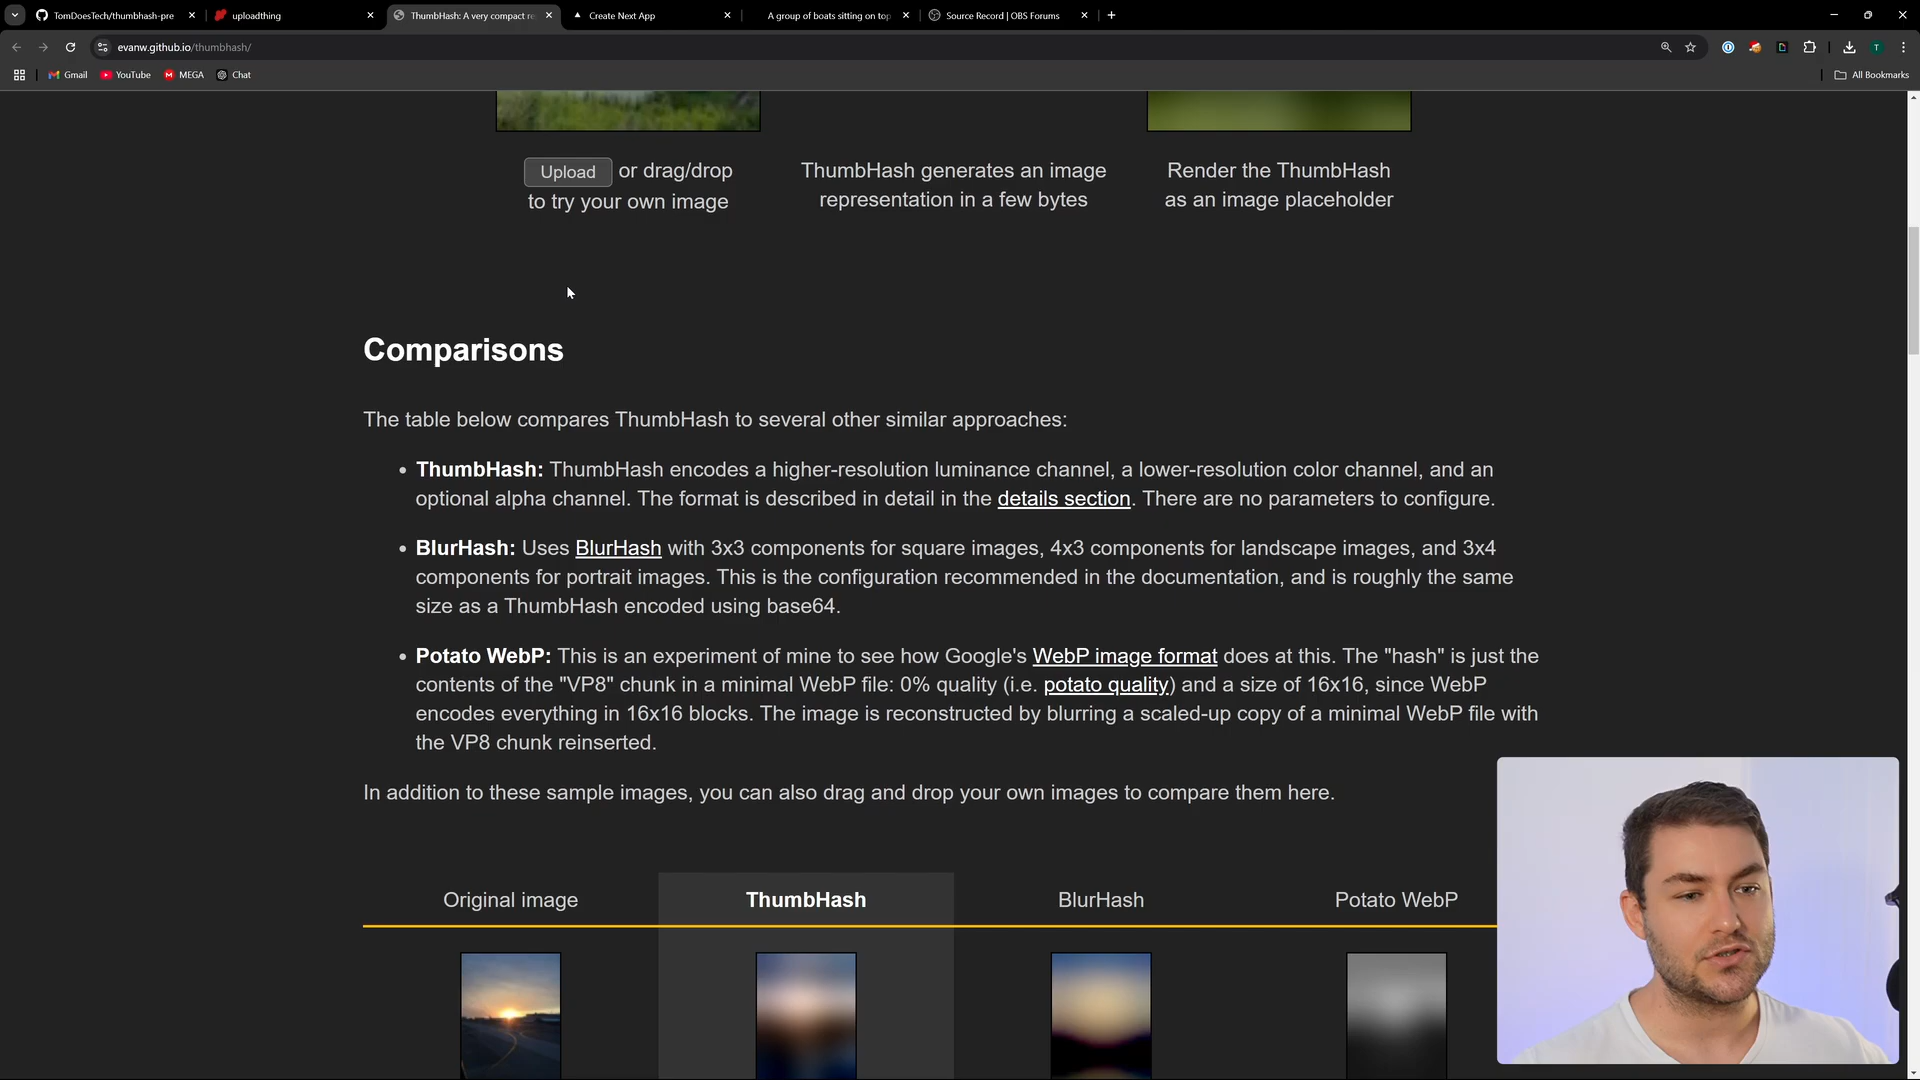 TomDoesTech/thumbhash-pre
uploadthing
ThumbHash: A very compact re
Create Next App
A group of boats sitting on top
Source Record | OBS Forums
evanw.github.io/thumbhash/
Gmail
YouTube
MEGA
Chat
All Bookmarks
Upload or drag/drop
to try your own image
ThumbHash generates an image
representation in a few bytes
Render the ThumbHash
as an image placeholder
Comparisons
The table below compares ThumbHash to several other similar approaches:
• ThumbHash: ThumbHash encodes a higher-resolution luminance channel, a lower-resolution color channel, and an
optional alpha channel. The format is described in detail in the details section. There are no parameters to configure.
• BlurHash: Uses BlurHash with 3x3 components for square images, 4x3 components for landscape images, and 3x4
components for portrait images. This is the configuration recommended in the documentation, and is roughly the same
size as a ThumbHash encoded using base64.
• Potato WebP: This is an experiment of mine to see how Google's WebP image format does at this. The "hash" is just the
contents of the "VP8" chunk in a minimal WebP file: 0% quality (i.e. potato quality) and a size of 16x16, since WebP
encodes everything in 16x16 blocks. The image is reconstructed by blurring a scaled-up copy of a minimal WebP file with
the VP8 chunk reinserted.
In addition to these sample images, you can also drag and drop your own images to compare them here.
Original image
ThumbHash
BlurHash
Potato WebP